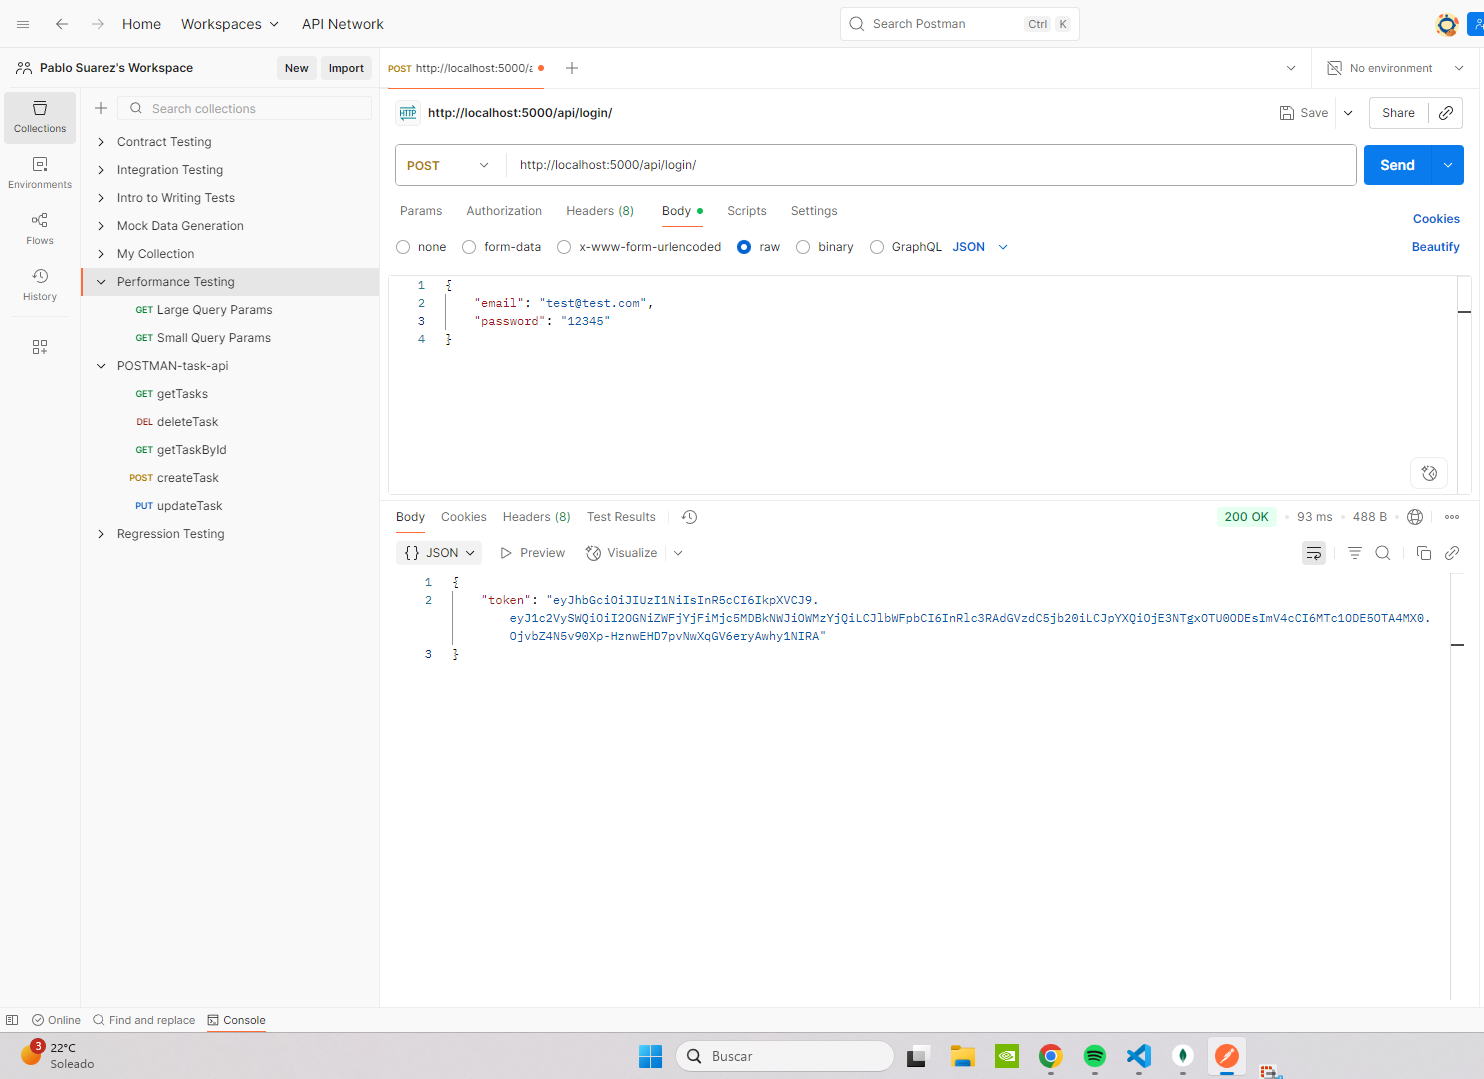 Home
Workspaces
API Network
Search Postman
Ctrl K
Pablo Suarez's Workspace
New
Import
POST http://localhost:5000/a
No environment
Collections
Environments
Flows
History
Search collections
Contract Testing
Integration Testing
Intro to Writing Tests
Mock Data Generation
My Collection
Performance Testing
GET Large Query Params
GET Small Query Params
POSTMAN-task-api
GET getTasks
DEL deleteTask
GET getTaskById
POST createTask
PUT updateTask
Regression Testing
HTTP http://localhost:5000/api/login/
Save
Share
POST
http://localhost:5000/api/login/
Send
Params
Authorization
Headers (8)
Body
Scripts
Settings
Cookies
none
form-data
x-www-form-urlencoded
raw
binary
GraphQL
JSON
Beautify
1 {
2 "email": "test@test.com",
3 "password": "12345"
4 }
Body
Cookies
Headers (8)
Test Results
200 OK
93 ms
488 B
{} JSON
Preview
Visualize
1 {
2 "token": "eyJhbGciOiJIUzI1NiIsInR5cCI6IkpXVCJ9.
eyJ1c2VySWQiOiI2OGNiZWFjYjFiMjc5MDBkNWJiOWMzYjQiLCJlbWFpbCI6InRlc3RAdGVzdC5jb20iLCJpYXQiOjE3NTgxOTU0ODEsImV4cCI6MTc1ODE5OTA4MX0.
OjvbZ4N5v90Xp-HznwEHD7pvNwXqGV6eryAwhy1NIRA"
3 }
Online
Find and replace
Console
3
22°C
Soleado
Buscar